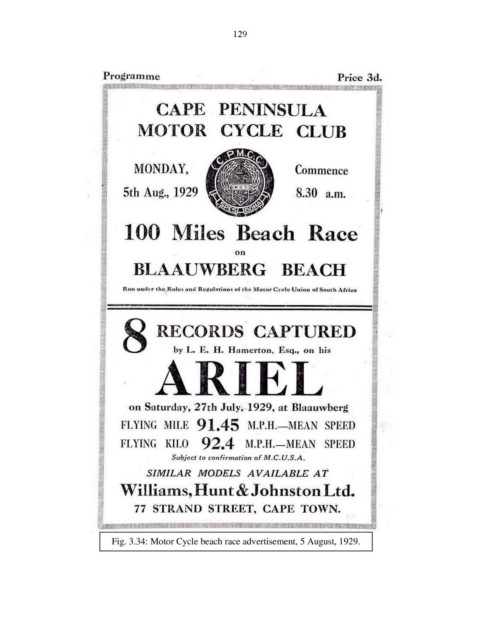 129
Programme Price 3d.
CAPE PENINSULA
MOTOR CYCLE CLUB
MONDAY, C.P.M.C.C. Commence
5th Aug., 1929 8.30 a.m.
100 Miles Beach Race
on
BLAAUWBERG BEACH
Run under the Rules and Regulations of the Motor Cycle Union of South Africa
8 RECORDS CAPTURED
by L. E. H. Hamerton, Esq., on his
ARIEL
on Saturday, 27th July, 1929, at Blaauwberg
FLYING MILE 91.45 M.P.H.—MEAN SPEED
FLYING KILO 92.4 M.P.H.—MEAN SPEED
Subject to confirmation of M.C.U.S.A.
SIMILAR MODELS AVAILABLE AT
Williams, Hunt & Johnston Ltd.
77 STRAND STREET, CAPE TOWN.
Fig. 3.34: Motor Cycle beach race advertisement, 5 August, 1929.